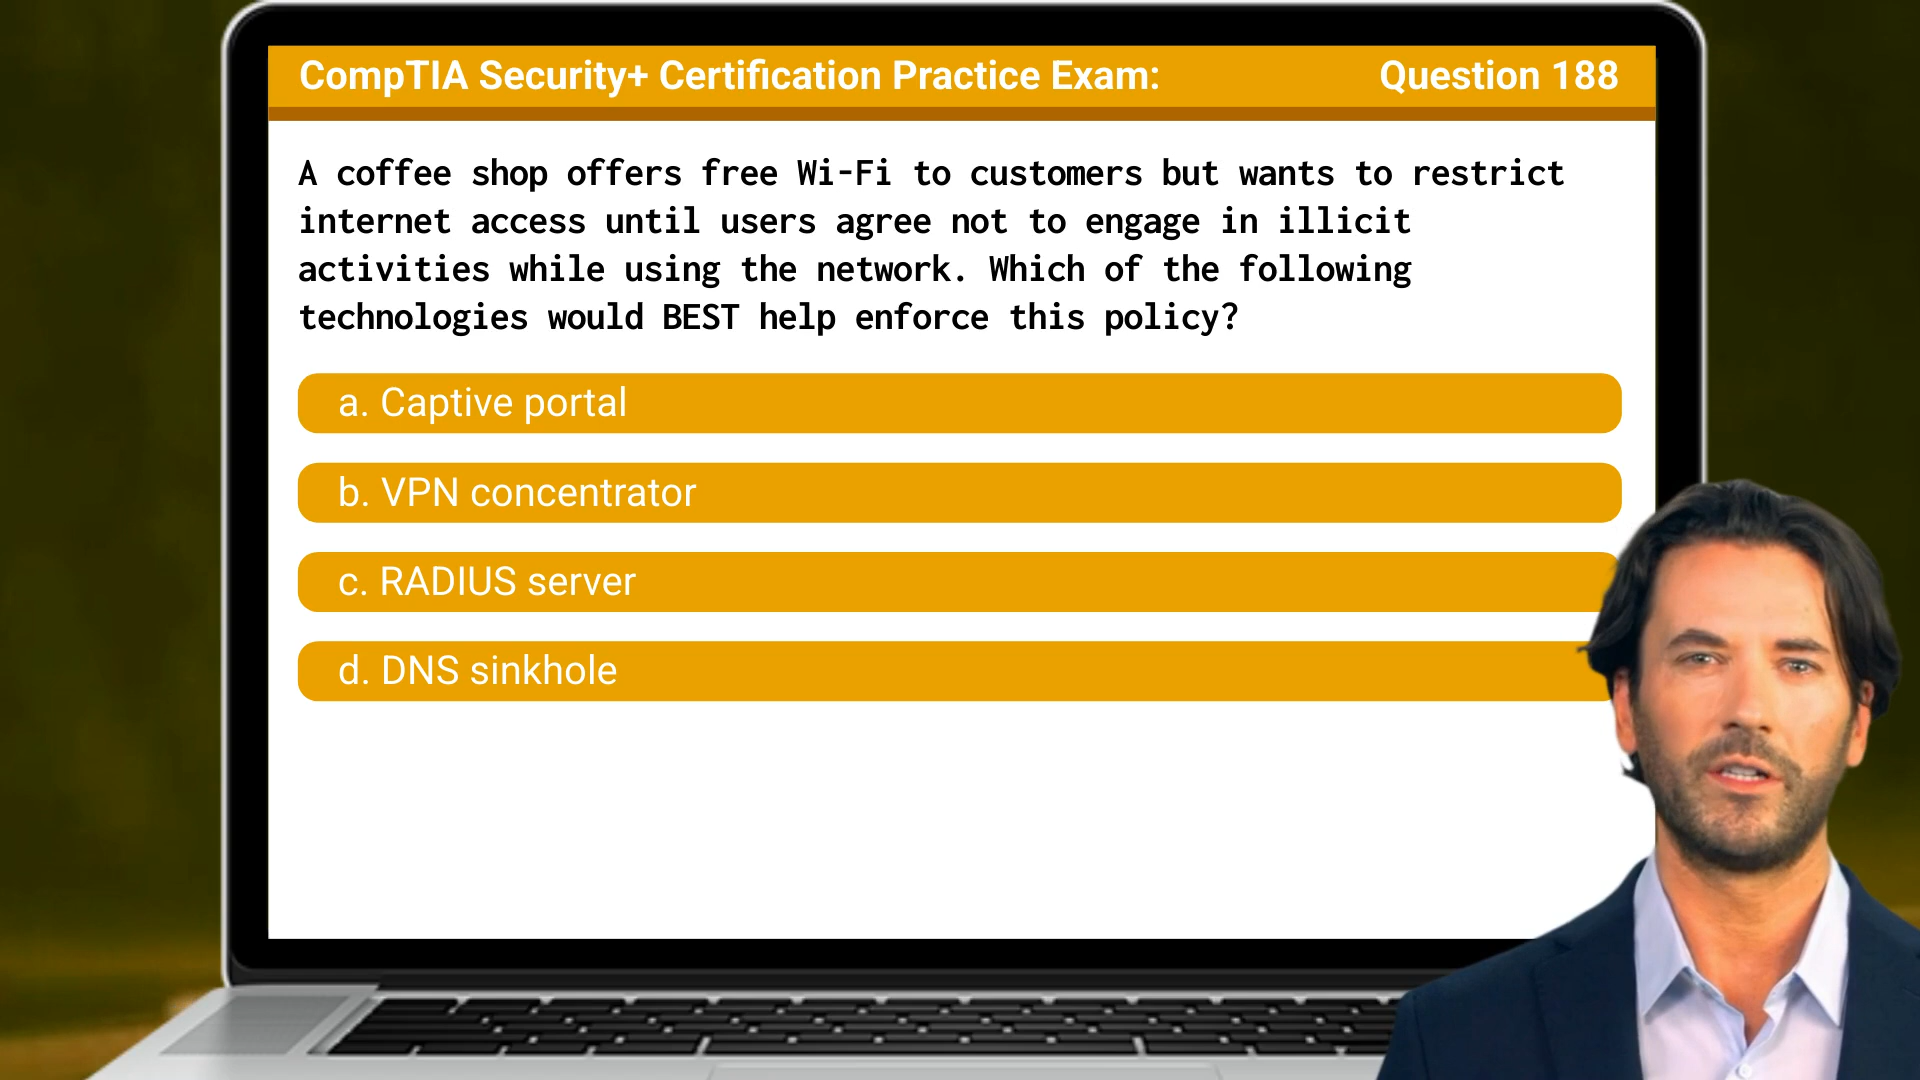 CompTIA Security+ Certification Practice Exam: Question 188
A coffee shop offers free Wi-Fi to customers but wants to restrict
internet access until users agree not to engage in illicit
activities while using the network. Which of the following
technologies would BEST help enforce this policy?
a. Captive portal
b. VPN concentrator
c. RADIUS server
d. DNS sinkhole